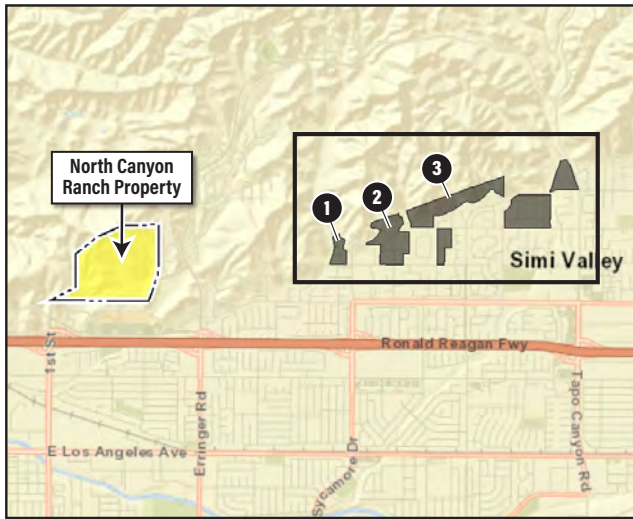 North Canyon
Ranch Property
1
2
3
Simi Valley
Ronald Reagan Fwy
1st St
Erringer Rd
Sycamore Dr
Tapo Canyon Rd
E Los Angeles Ave